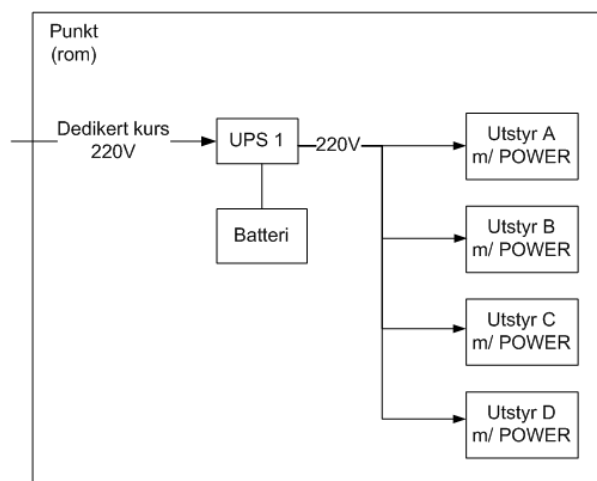 Punkt
(rom)
Dedikert kurs
220V
UPS 1
220V
Batteri
Utstyr A
m/ POWER
Utstyr B
m/ POWER
Utstyr C
m/ POWER
Utstyr D
m/ POWER